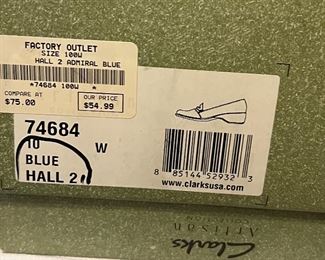 FACTORY OUTLET
SIZE 100W
HALL 2 ADMIRAL BLUE
*74684 100W *
COMPARE AT
$75.00
OUR PRICE
$54.99
74684
10 W
BLUE
HALL 2
8 85144 52932 3
www.clarksusa.com
Clarks
Artisan